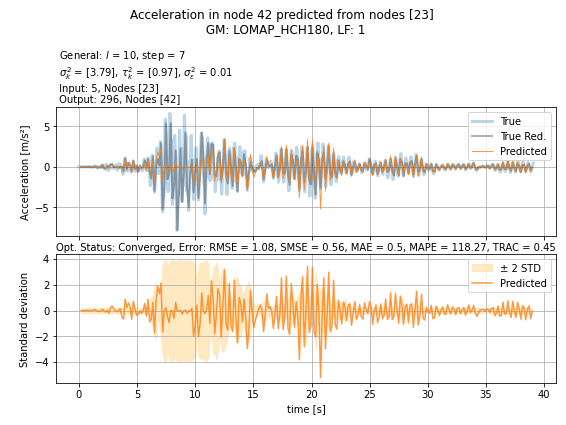 Acceleration in node 42 predicted from nodes [23]
GM: LOMAP_HCH180, LF: 1
General: l = 10, step = 7
σ²ₖ = [3.79], τ²ₖ = [0.97], σ²ₑ = 0.01
Input: 5, Nodes [23]
Output: 296, Nodes [42]
True
True Red.
Predicted
Acceleration [m/s²]
5
0
−5
Opt. Status: Converged, Error: RMSE = 1.08, SMSE = 0.56, MAE = 0.5, MAPE = 118.27, TRAC = 0.45
± 2 STD
Predicted
Standard deviation
4
2
0
−2
−4
0 5 10 15 20 25 30 35 40
time [s]